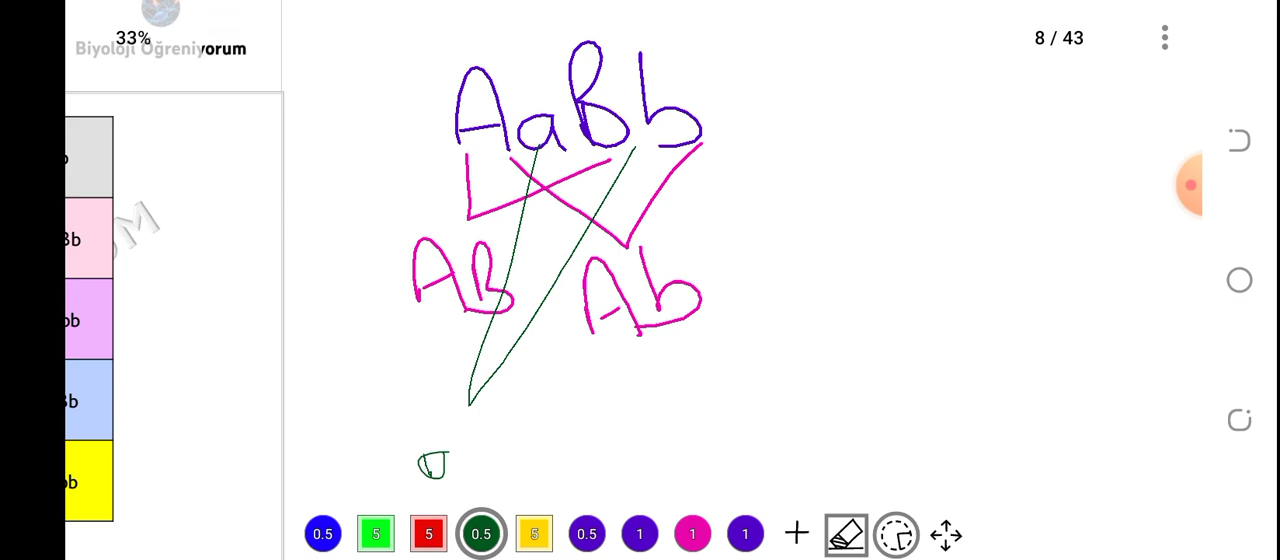 33%
8 / 43
Biyoloji Öğreniyorum
AaBb
Bb
bb
Bb
bb
AB Ab
a
0.5 5 5 0.5 5 0.5 1 1 1